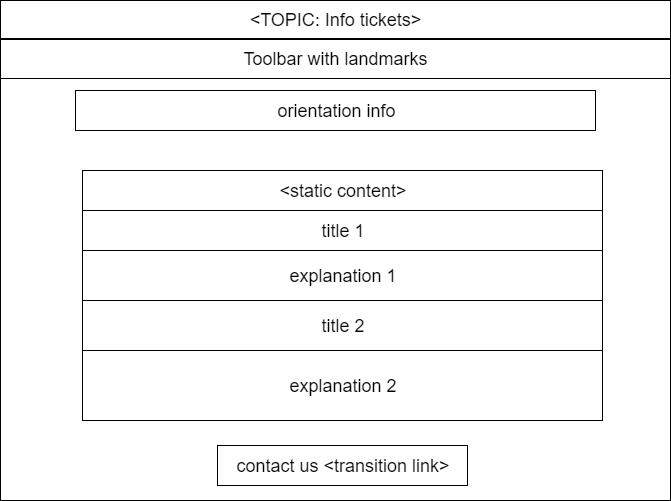 <TOPIC: Info tickets>
Toolbar with landmarks
orientation info
<static content>
title 1
explanation 1
title 2
explanation 2
contact us <transition link>